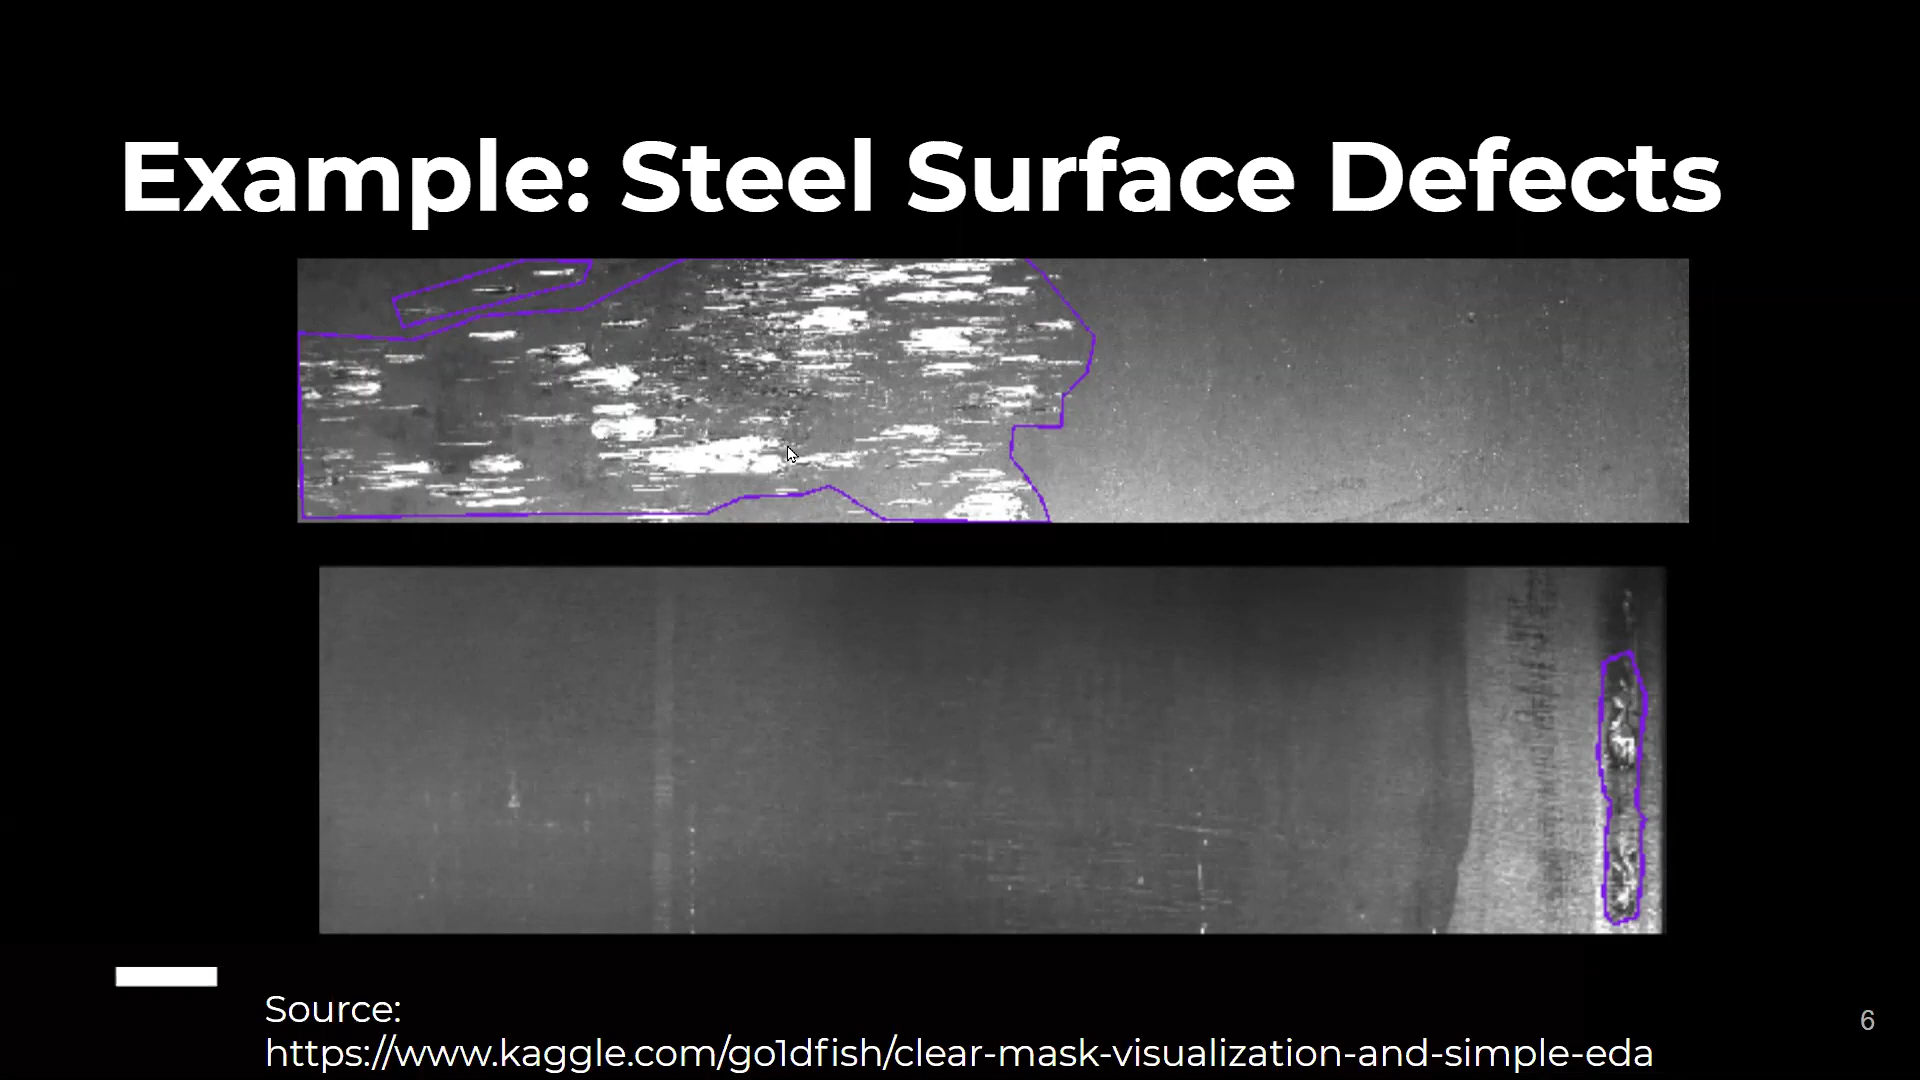 Example: Steel Surface Defects
Source:
https://www.kaggle.com/go1dfish/clear-mask-visualization-and-simple-eda
6